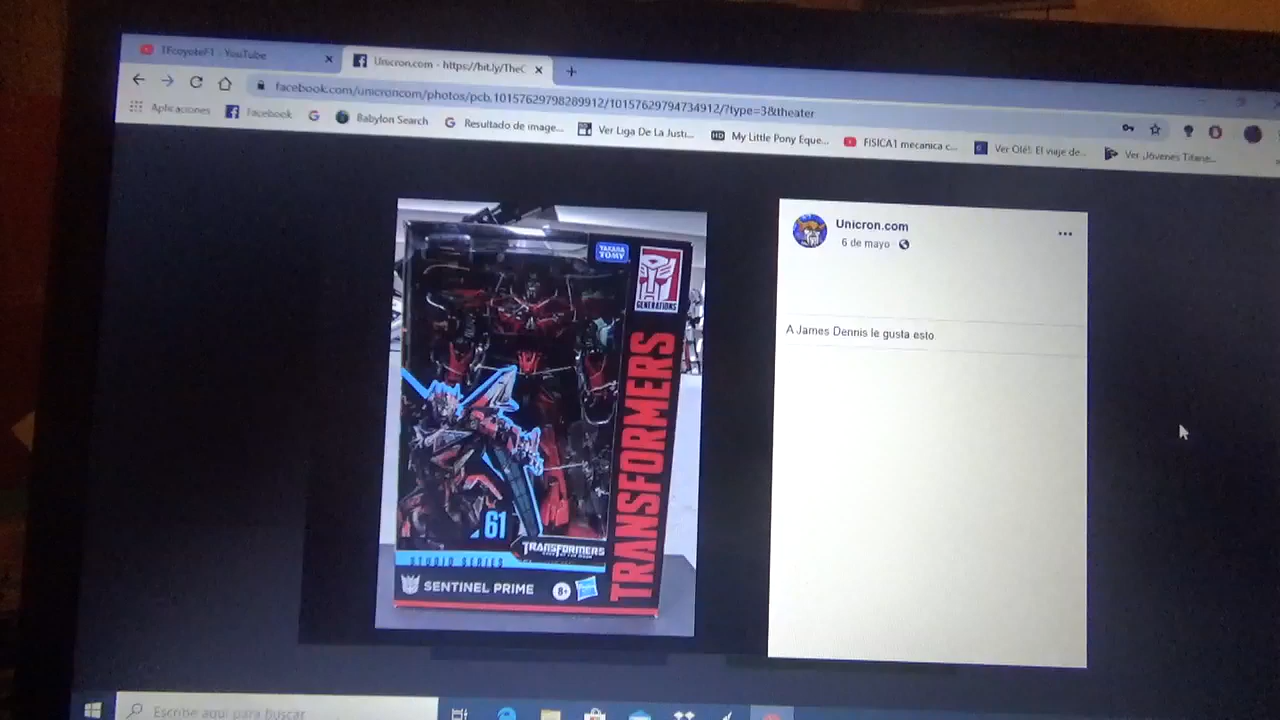 1FcoyoteF1 - YouTube
Unicron.com - https://bit.ly/TheC
facebook.com/unicroncom/photos/pcb.10157629798289912/10157629794734912/?type=3&theater
Aplicaciones
Facebook
Babylon Search
Resultado de image...
Ver Liga De La Justi...
HD
My Little Pony Eque...
FISICA1 mecanica c...
Ver Olé!: El viaje de...
Ver Jóvenes Titane...
TAKARA
TOMY
GENERATIONS
TRANSFORMERS
61
TRANSFORMERS
STUDIO SERIES
SENTINEL PRIME
8+
Unicron.com
6 de mayo
A James Dennis le gusta esto
Escribe aquí para buscar